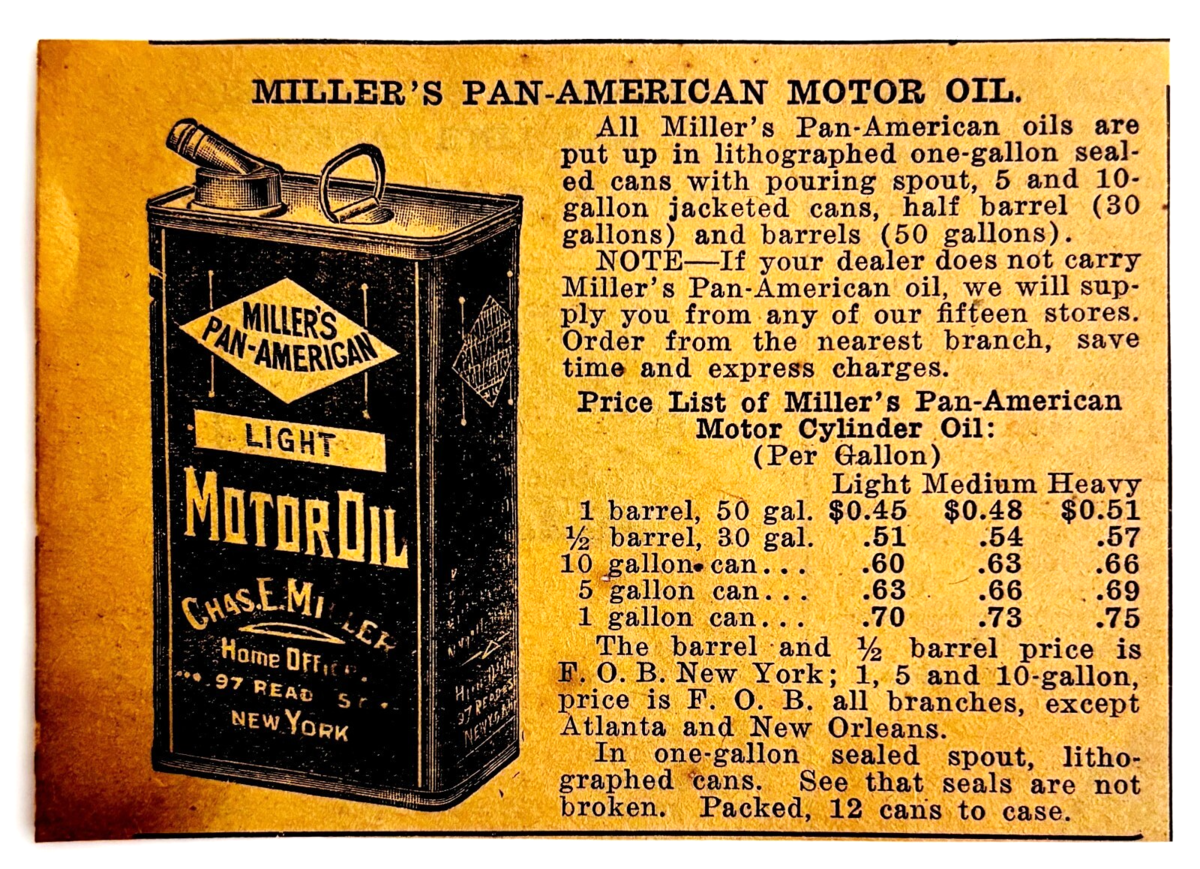 MILLER'S PAN-AMERICAN MOTOR OIL.
MILLER'S
PAN-AMERICAN
LIGHT
MOTOR OIL
CHAS. E.
Home
97 READ
NEW YORK
All Miller's Pan-American oils are
put up in lithographed one-gallon seal-
ed cans with pouring spout, 5 and 10-
gallon jacketed cans, half barrel (30
gallons) and barrels (50 gallons).
NOTE—If your dealer does not carry
Miller's Pan-American oil, we will sup-
ply you from any of our fifteen stores.
Order from the nearest branch, save
time and express charges.
Price List of Miller's Pan-American
Motor Cylinder Oil:
(Per Gallon)
Light Medium Heavy
1 barrel, 50 gal. $0.45 $0.48 $0.51
½ barrel, 30 gal. .51 .54 .57
10 gallon can... .60 .63 .66
5 gallon can... .63 .66 .69
1 gallon can... .70 .73 .75
The barrel and ½ barrel price is
F. O. B. New York; 1, 5 and 10-gallon,
price is F. O. B. all branches, except
Atlanta and New Orleans.
In one-gallon sealed spout, litho-
graphed cans. See that seals are not
broken. Packed, 12 cans to case.